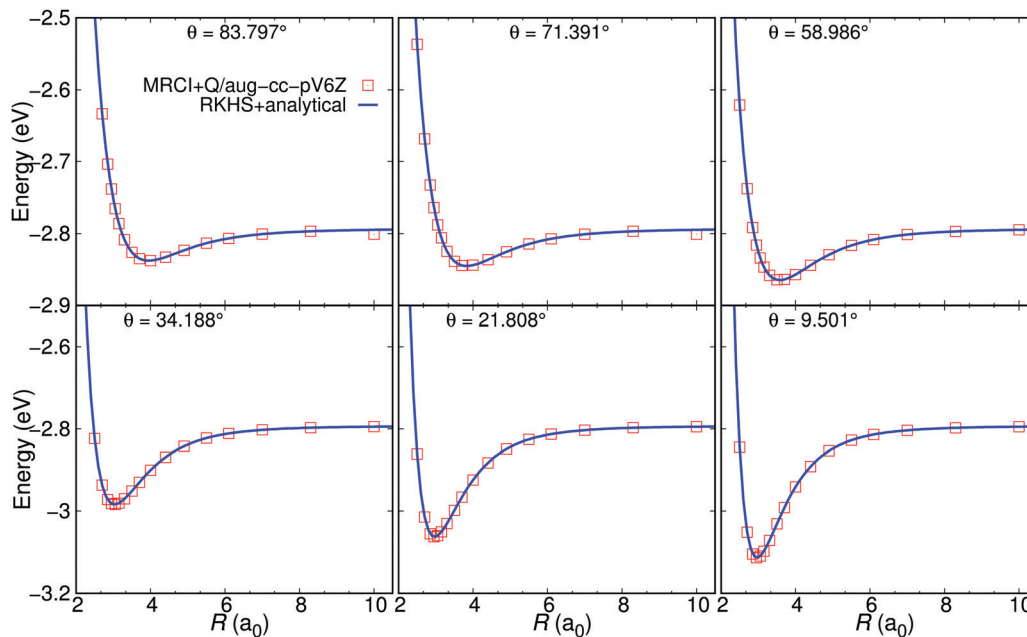 θ = 83.797° θ = 71.391° θ = 58.986°
MRCI+Q/aug-cc-pV6Z
RKHS+analytical
Energy (eV)
-2.5
-2.6
-2.7
-2.8
-2.9
θ = 34.188° θ = 21.808° θ = 9.501°
Energy (eV)
-2.6
-2.8
-3
-3.2
2 4 6 8 10 2 4 6 8 10 2 4 6 8 10
R (a0) R (a0) R (a0)